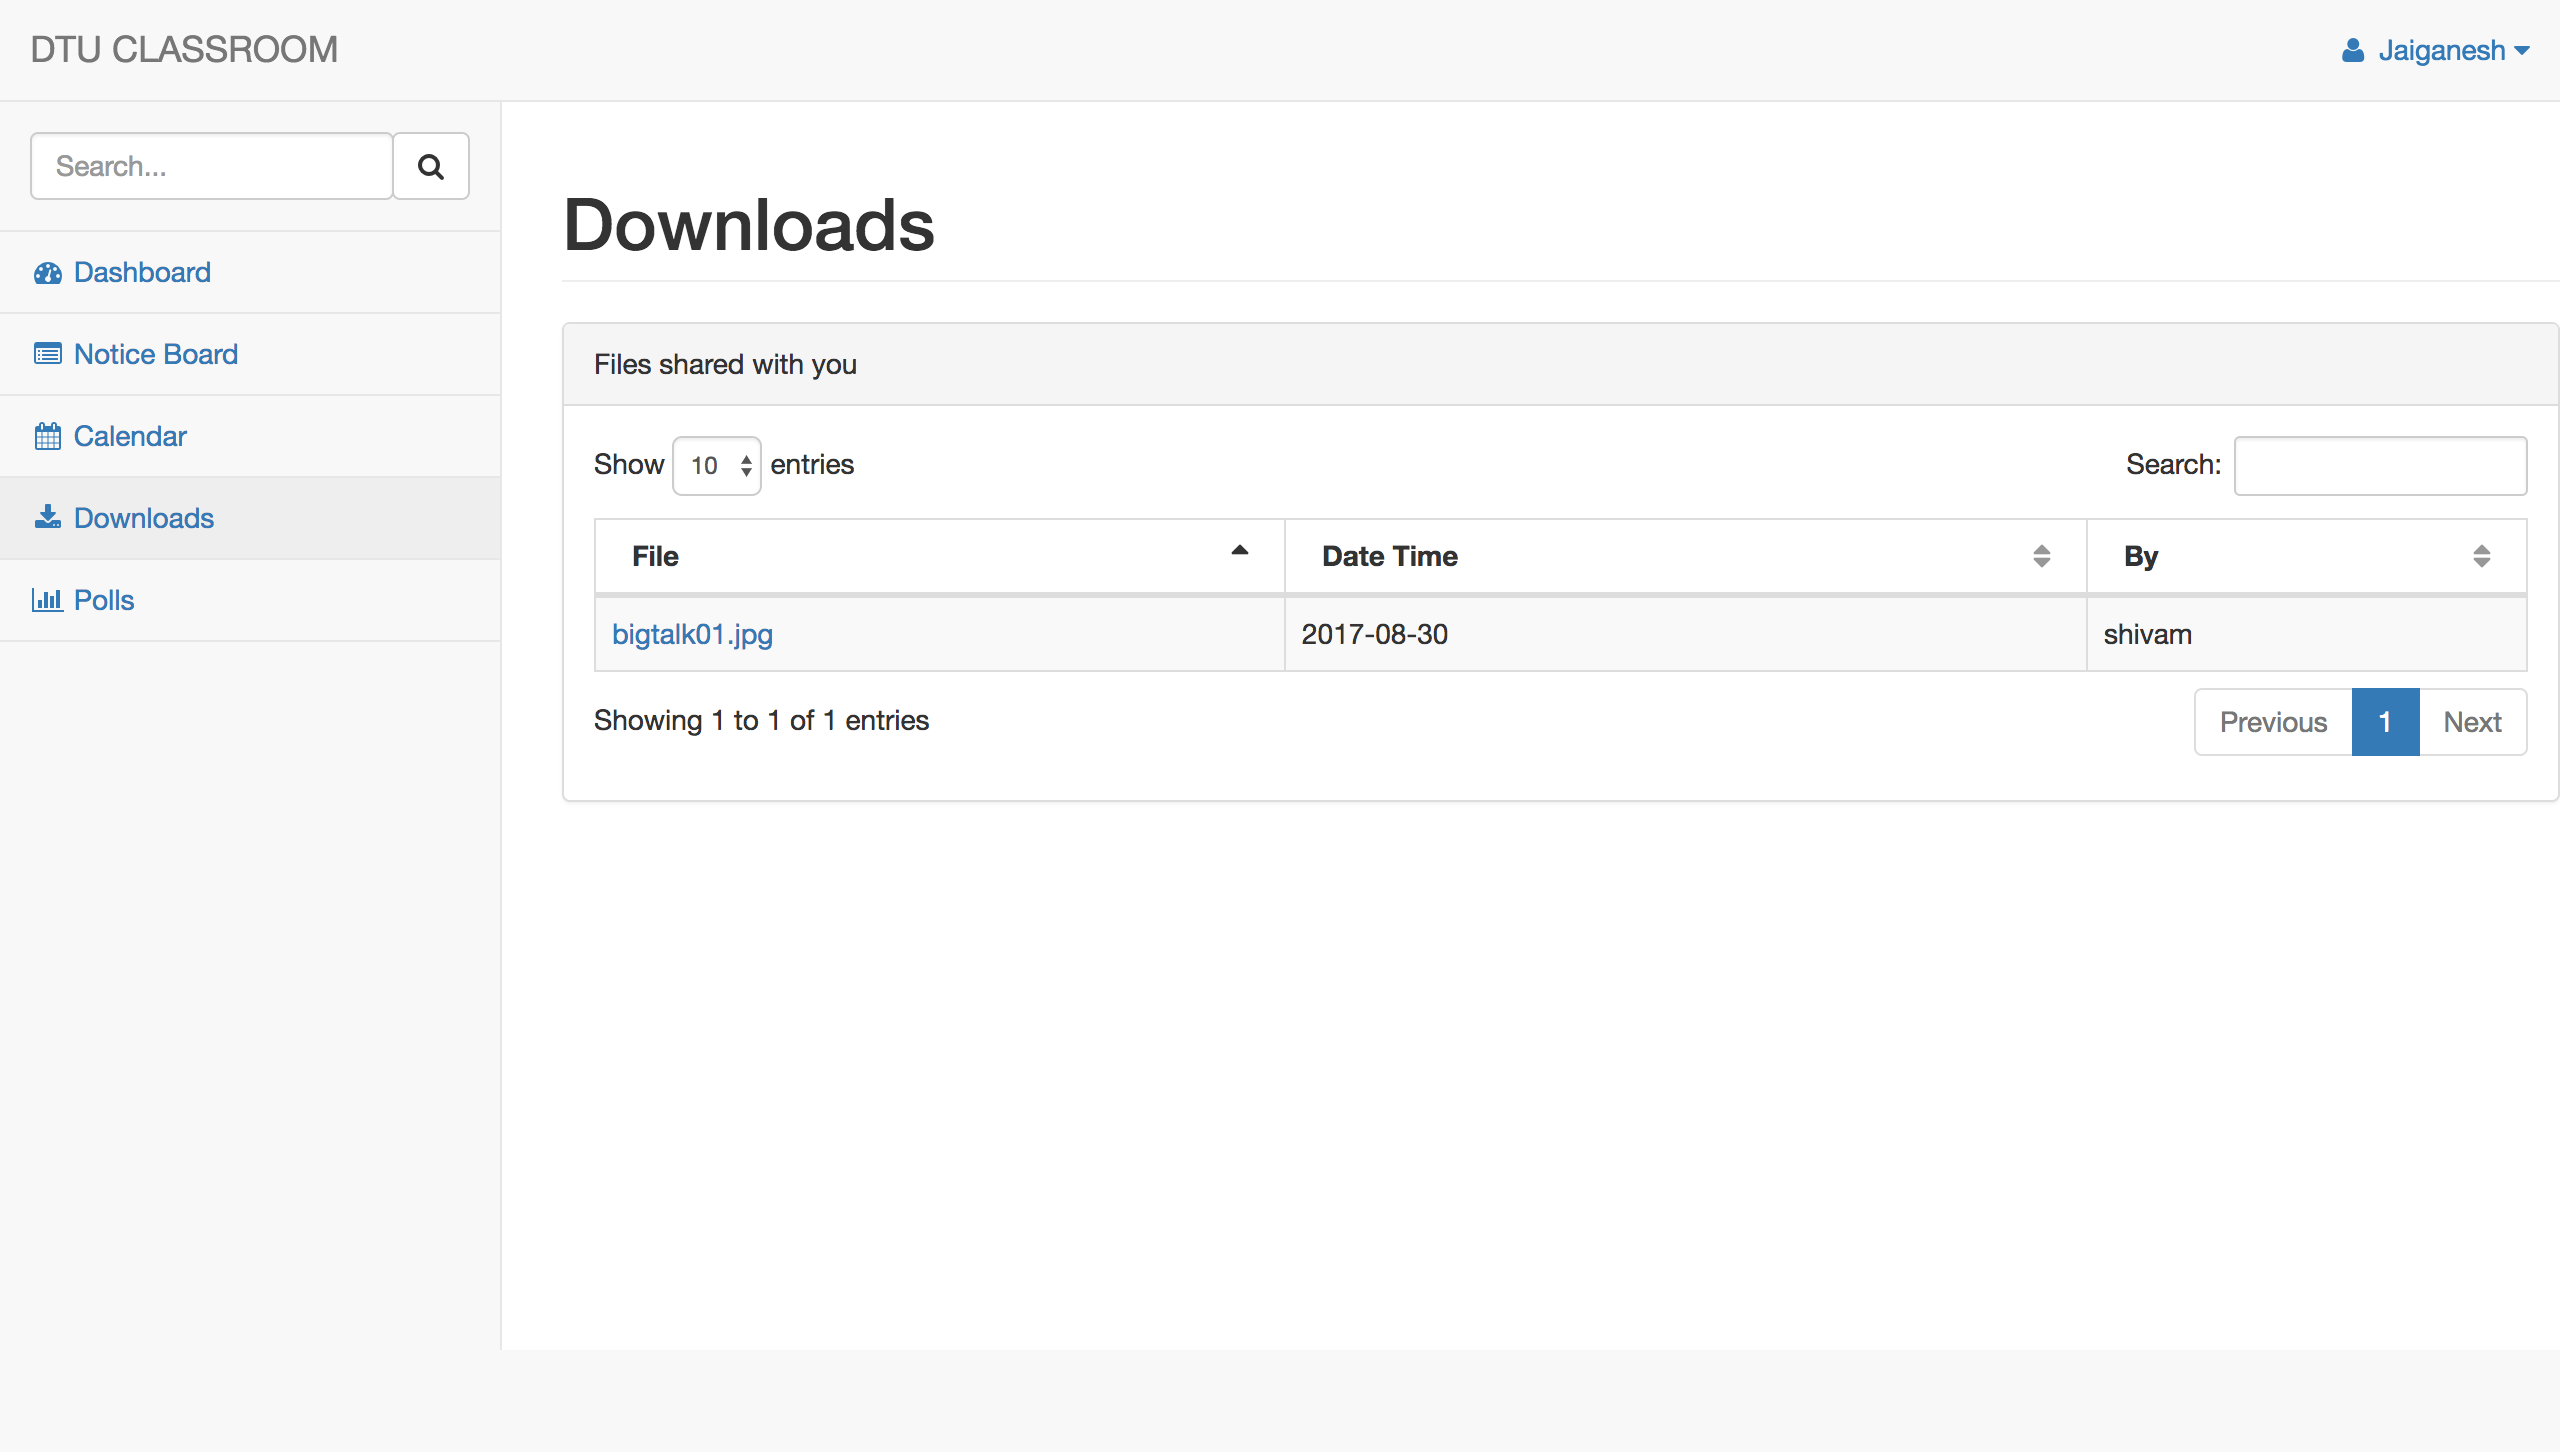 DTU CLASSROOM
Jaiganesh
Search...
Dashboard
Notice Board
Calendar
Downloads
Polls
Downloads
Files shared with you
Show 10 entries
Search:
File Date Time By
bigtalk01.jpg 2017-08-30 shivam
Showing 1 to 1 of 1 entries
Previous 1 Next